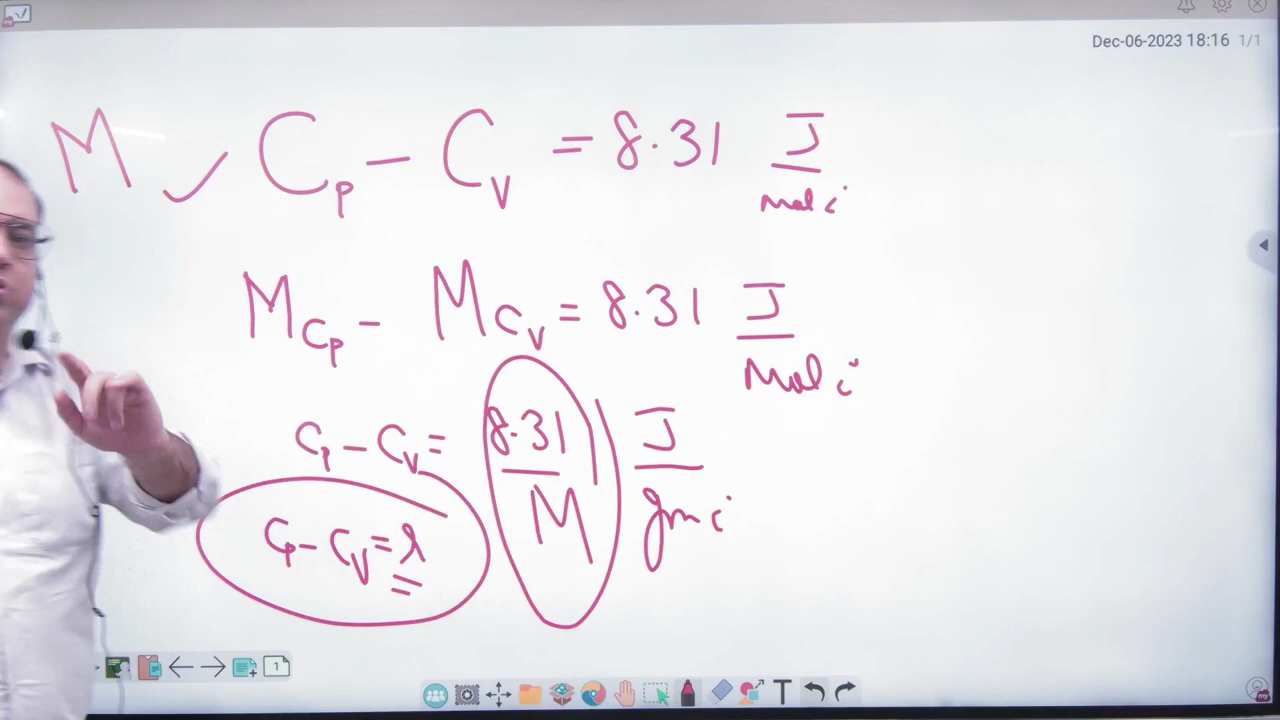 Dec-06-2023 18:16 1/1
M ✓ Cp - Cv = 8.31 J/mol i
MCp - MCv = 8.31 J/mol i
Cp - Cv = 8.31/M J/gm i
Cp - Cv = r
1
T